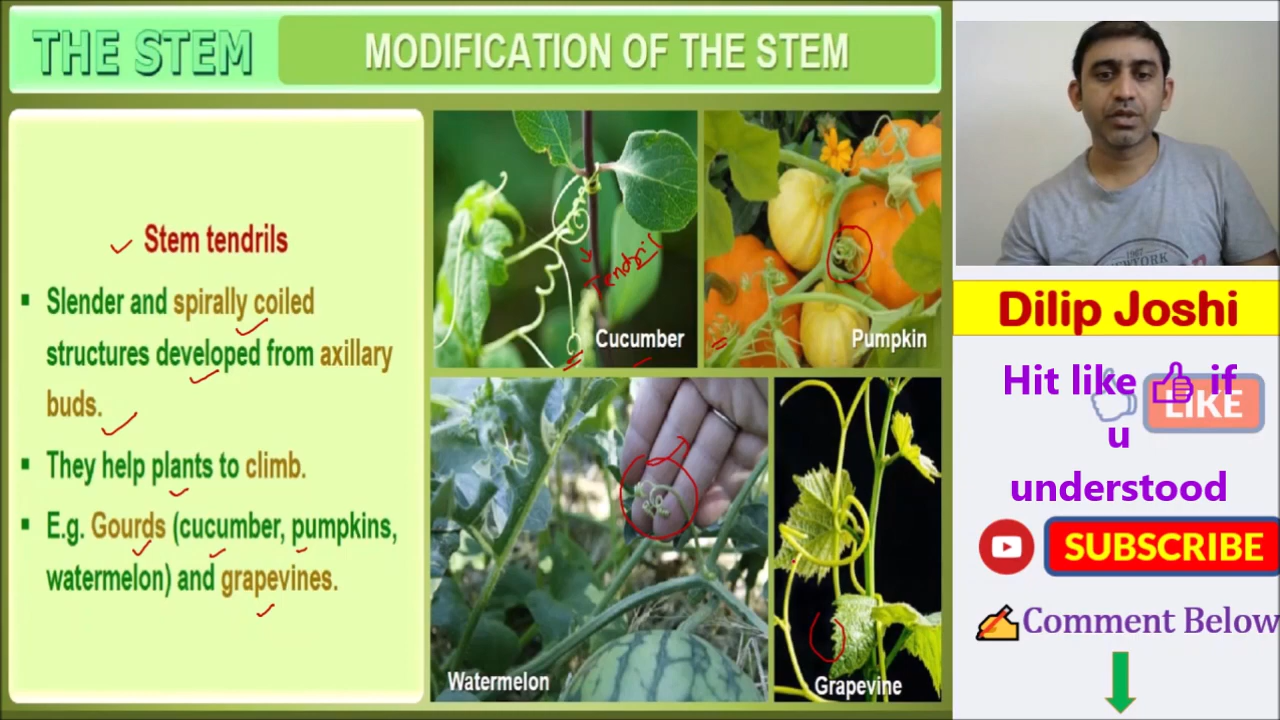 THE STEM
MODIFICATION OF THE STEM
Stem tendrils
▪ Slender and spirally coiled
structures developed from axillary
buds.
▪ They help plants to climb.
▪ E.g. Gourds (cucumber, pumpkins,
watermelon) and grapevines.
Tendril
Cucumber
Pumpkin
Watermelon
Grapevine
NEWYORK
Dilip Joshi
Hit like if
LIKE
u
understood
SUBSCRIBE
Comment Below